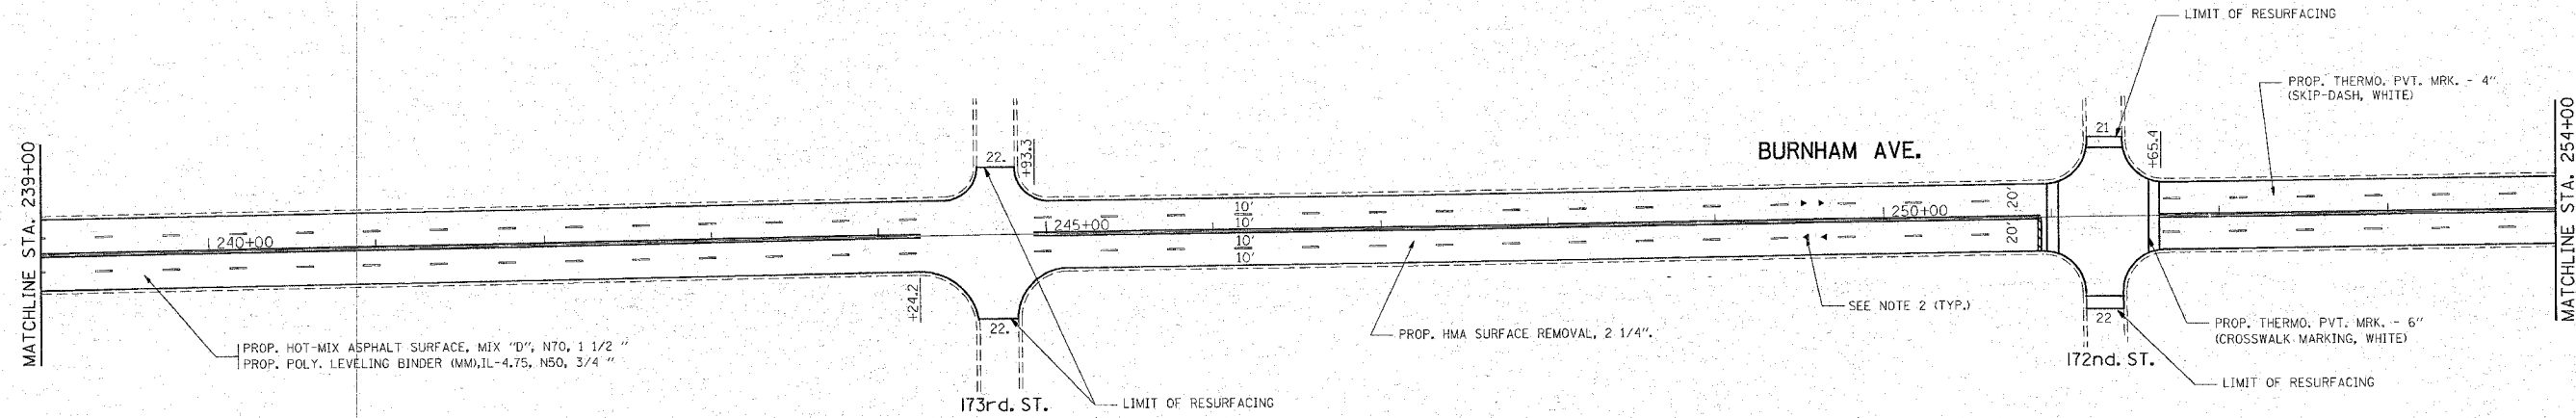 LIMIT OF RESURFACING
PROP. THERMO. PVT. MRK. - 4"
(SKIP-DASH, WHITE)
BURNHAM AVE.
MATCHLINE STA. 239+00
MATCHLINE STA. 254+00
22.
+93.3
21
+65.4
240+00
10'
10'
10'
10'
245+00
250+00
20'
20'
+24.2
22.
22
SEE NOTE 2 (TYP.)
PROP. HMA SURFACE REMOVAL, 2 1/4".
PROP. THERMO. PVT. MRK. - 6"
(CROSSWALK MARKING, WHITE)
PROP. HOT-MIX ASPHALT SURFACE, MIX "D", N70, 1 1/2 "
PROP. POLY. LEVELING BINDER (MM),IL-4.75, N50, 3/4 "
172nd. ST.
LIMIT OF RESURFACING
173rd. ST.
LIMIT OF RESURFACING